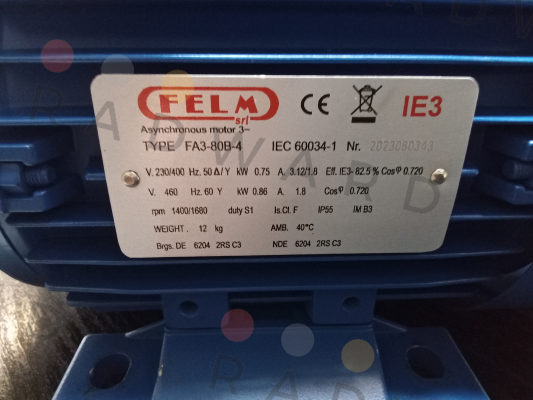 FELM
srl
CE
IE3
Asynchronous motor 3~
TYPE FA3-80B-4 IEC 60034-1 Nr. 2023060343
V. 230/400 Hz. 50 Δ/Y kW 0.75 A. 3.12/1.8 Eff. IE3- 82.5 % Cosφ 0.720
V. 460 Hz. 60 Y kW 0.86 A. 1.8 Cosφ 0.720
rpm 1400/1680 duty S1 Is.Cl. F IP55 IM B3
WEIGHT. 12 kg AMB. 40°C
Brgs. DE 6204 2RS C3 NDE 6204 2RS C3
RADWARD
RADWARD